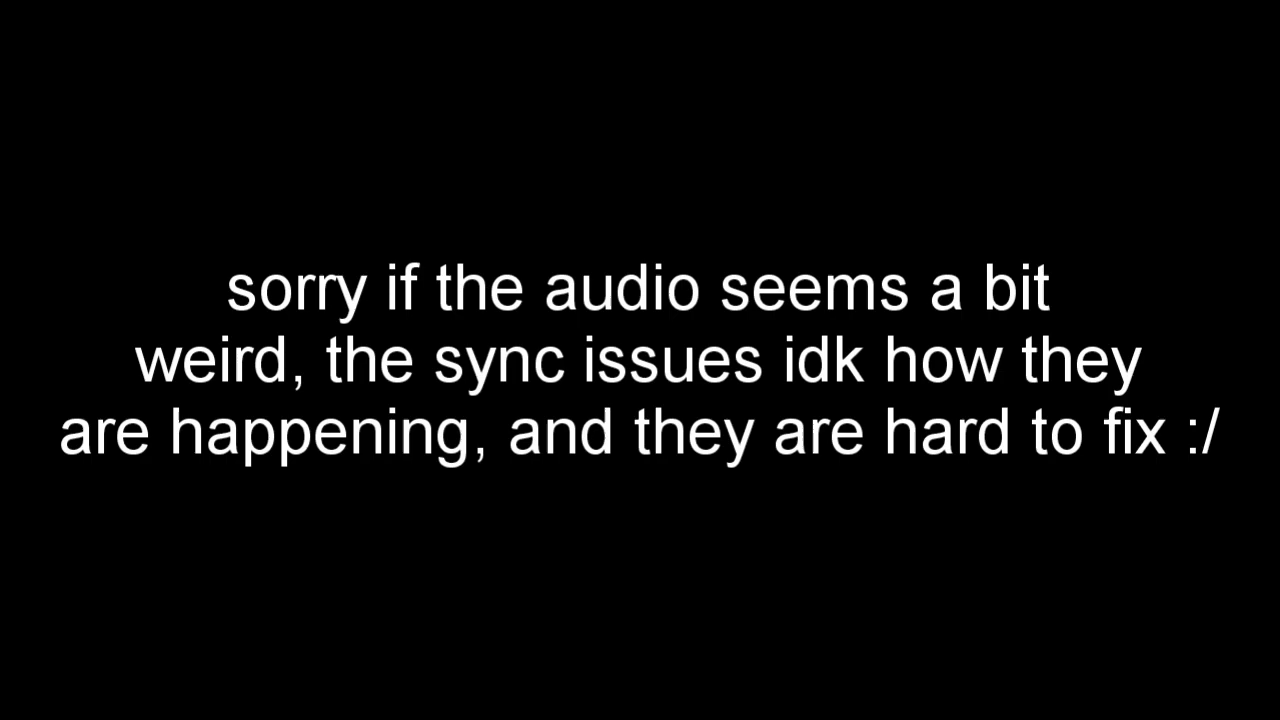 sorry if the audio seems a bit
weird, the sync issues idk how they
are happening, and they are hard to fix :/